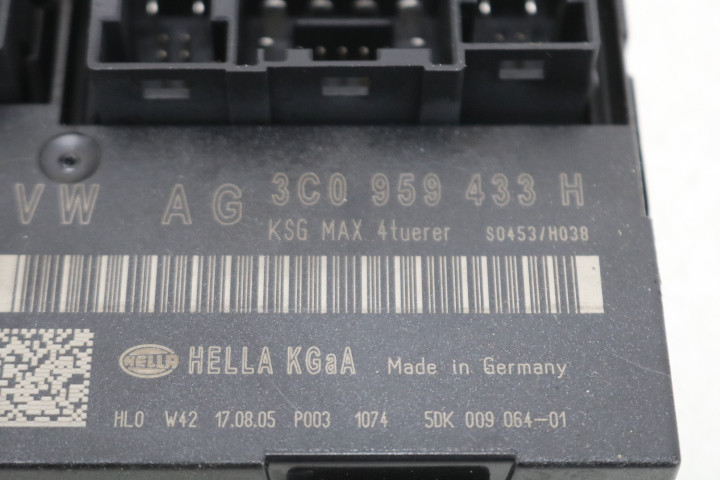 VW AG 3C0 959 433 H
KSG MAX 4tuerer S0453/H038
HELLA HELLA KGaA Made in Germany
HL0 W42 17.08.05 P003 1074 5DK 009 064-01